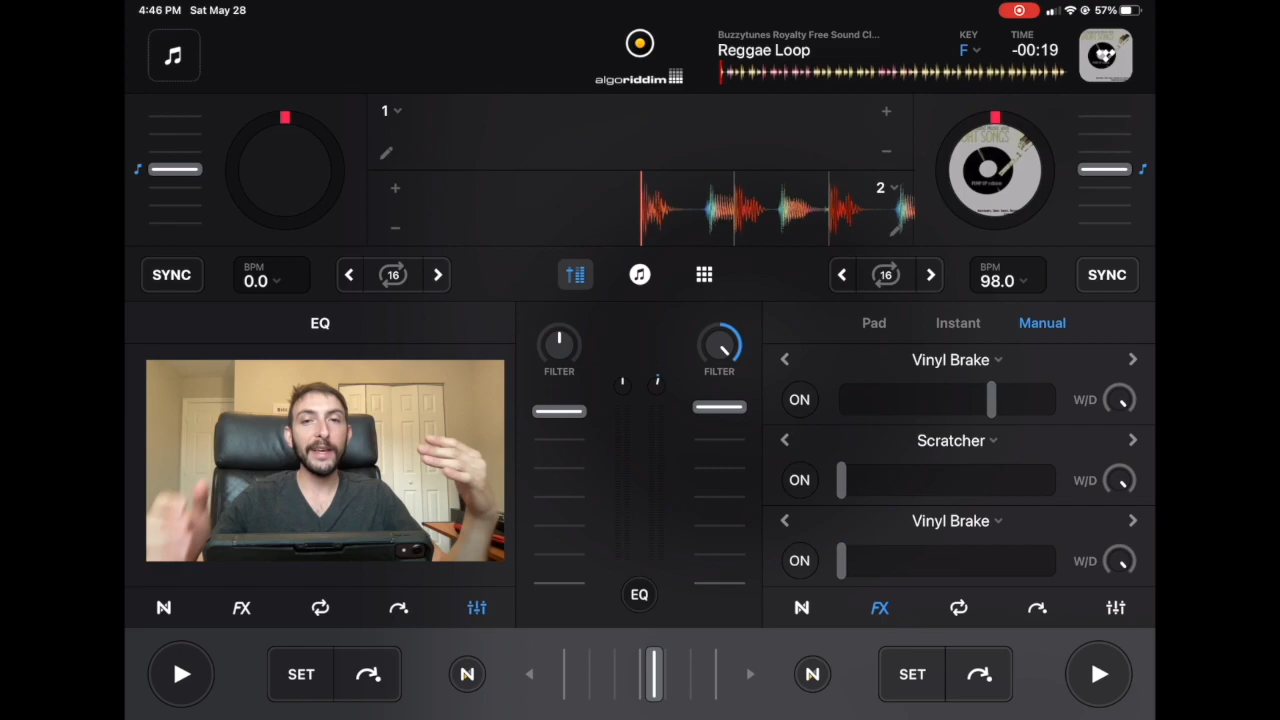 4:46 PM Sat May 28
57%
Buzzytunes Royalty Free Sound Cl...
Reggae Loop
KEY
F
TIME
-00:19
algoriddim
1
2
SYNC
BPM
0.0
16
16
BPM
98.0
SYNC
EQ
FILTER
FILTER
Pad Instant Manual
Vinyl Brake
ON
W/D
Scratcher
ON
W/D
Vinyl Brake
ON
W/D
EQ
FX
FX
SET
SET